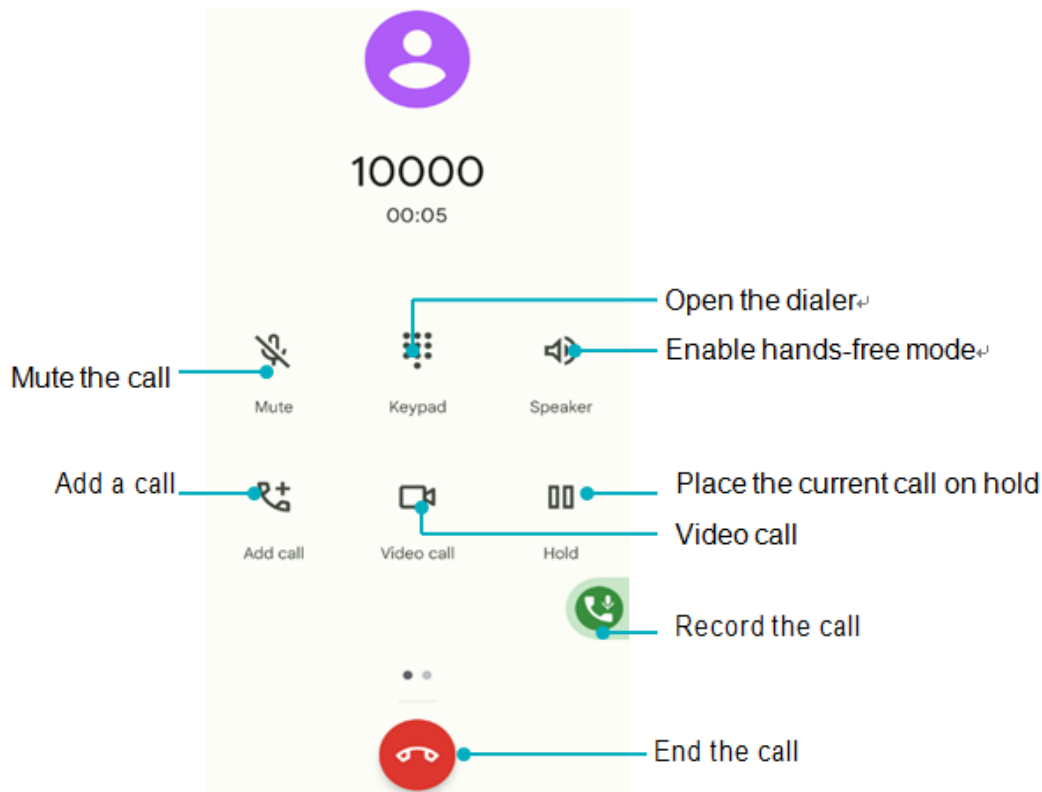 10000
00:05
Open the dialer
Enable hands-free mode
Mute the call
Mute
Keypad
Speaker
Add a call
Place the current call on hold
Video call
Add call
Video call
Hold
Record the call
End the call